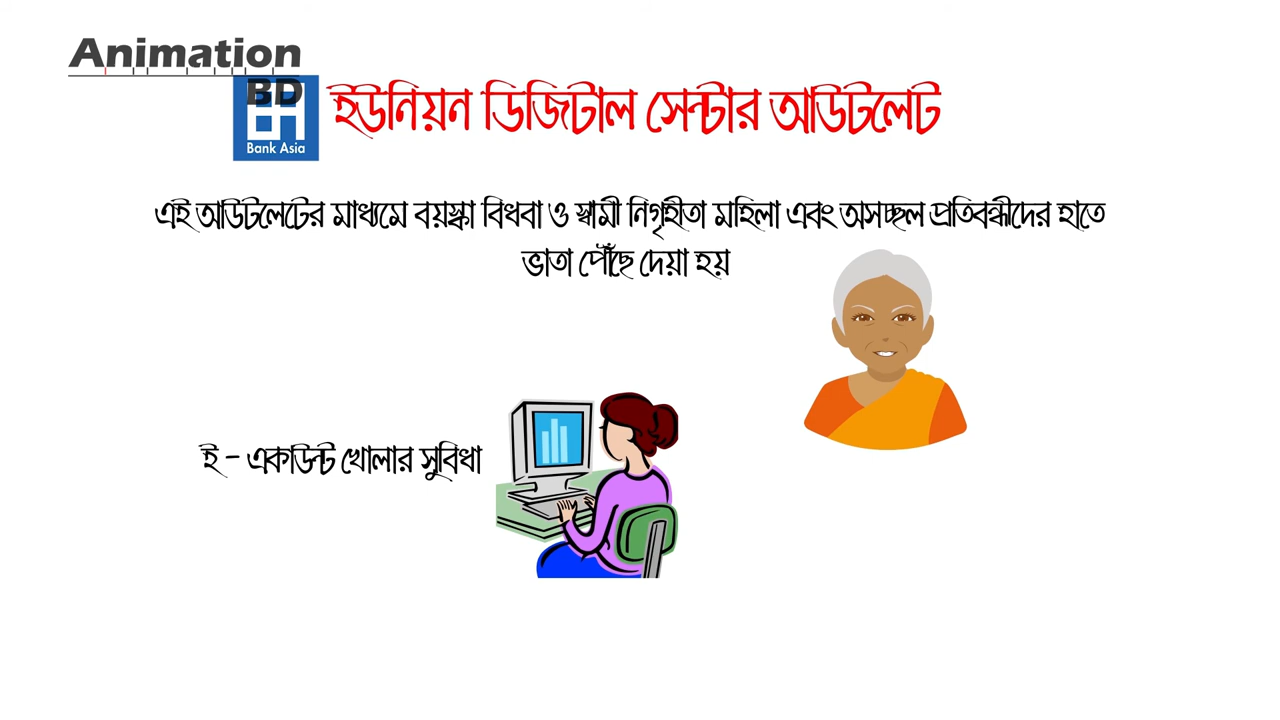 Animation
BD
Bank Asia
ইউনিয়ন ডিজিটাল সেন্টার আউটলেট
এই আউটলেটের মাধ্যমে বয়স্কা বিধবা ও স্বামী নিগৃহীতা মহিলা এবং অসচ্ছল প্রতিবন্ধীদের হাতে
ভাতা পৌঁছে দেয়া হয়
ই - একাউন্ট খোলার সুবিধা